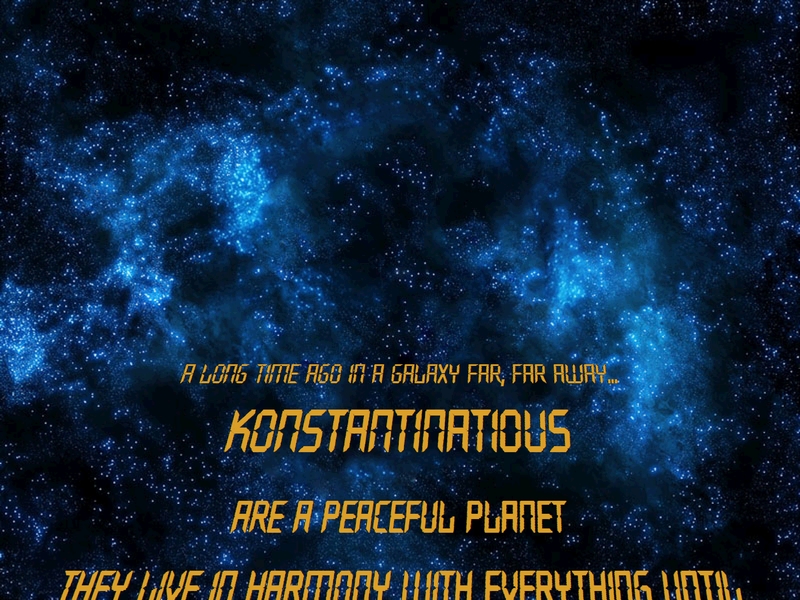 A LONG TIME AGO IN A GALAXY FAR, FAR AWAY...
KONSTANTINATIOUS
ARE A PEACEFUL PLANET
THEY LIVE IN HARMONY WITH EVERYTHING UNTIL